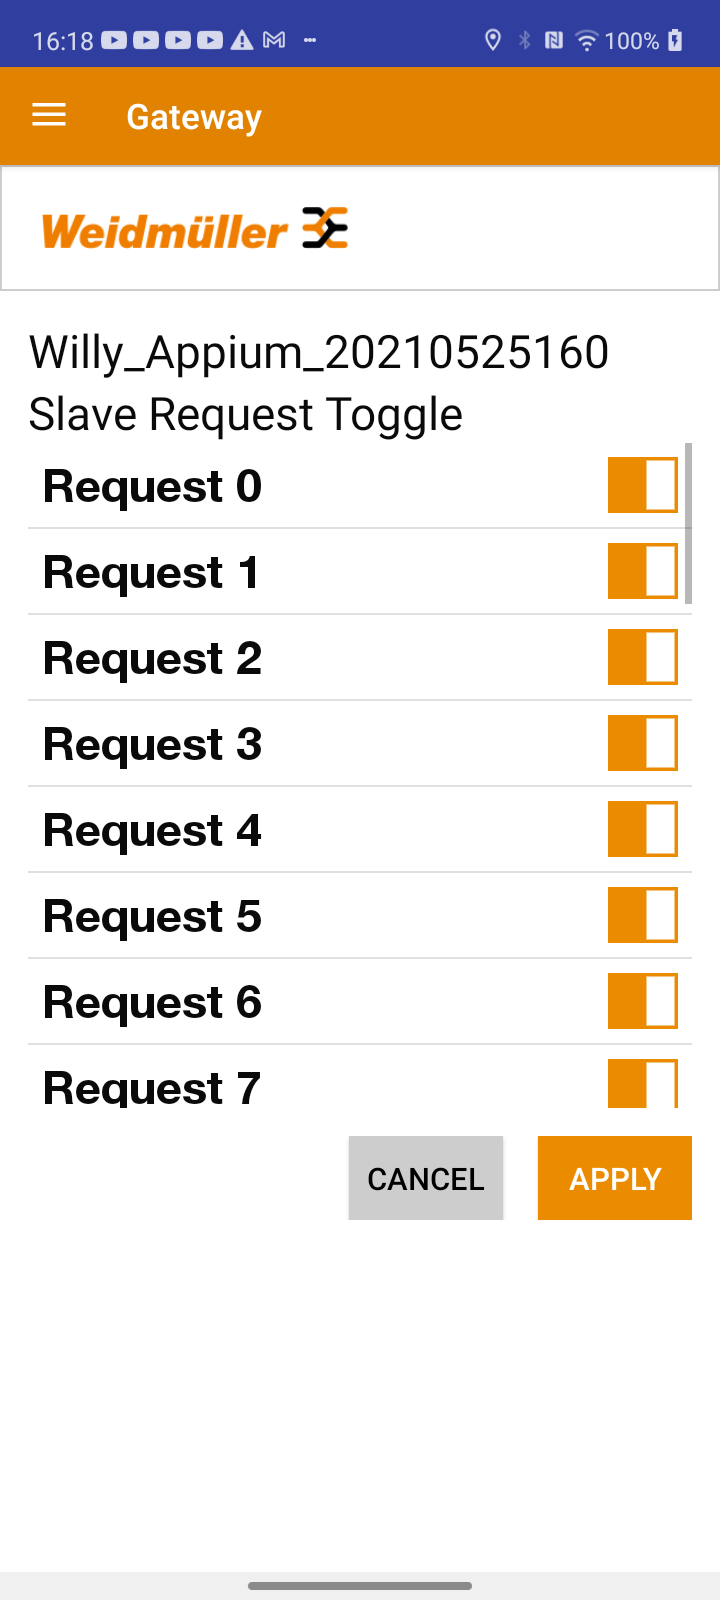 16:18 100%
Gateway
Weidmüller
Willy_Appium_20210525160
Slave Request Toggle
Request 0
Request 1
Request 2
Request 3
Request 4
Request 5
Request 6
Request 7
CANCEL APPLY